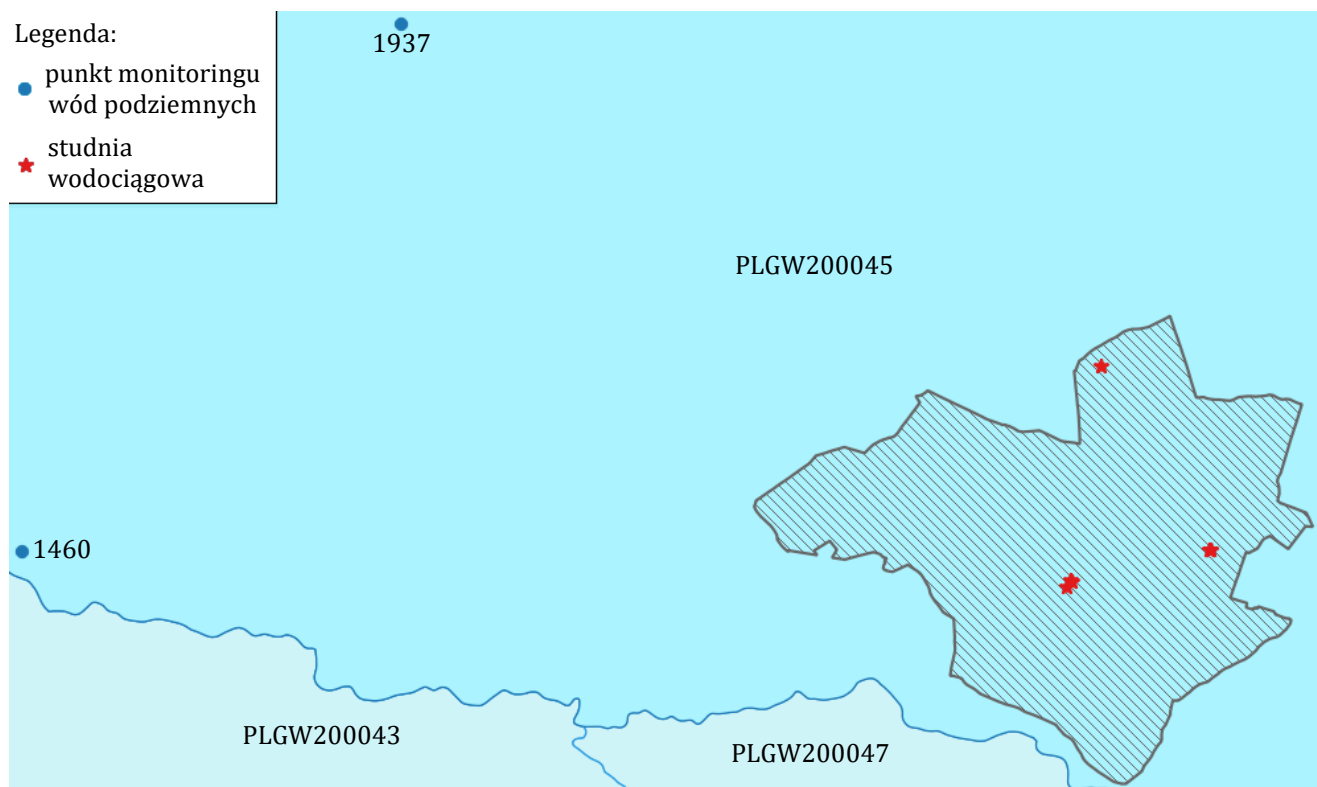 Legenda:
punkt monitoringu
wód podziemnych
studnia
wodociągowa
1937
PLGW200045
1460
PLGW200043
PLGW200047